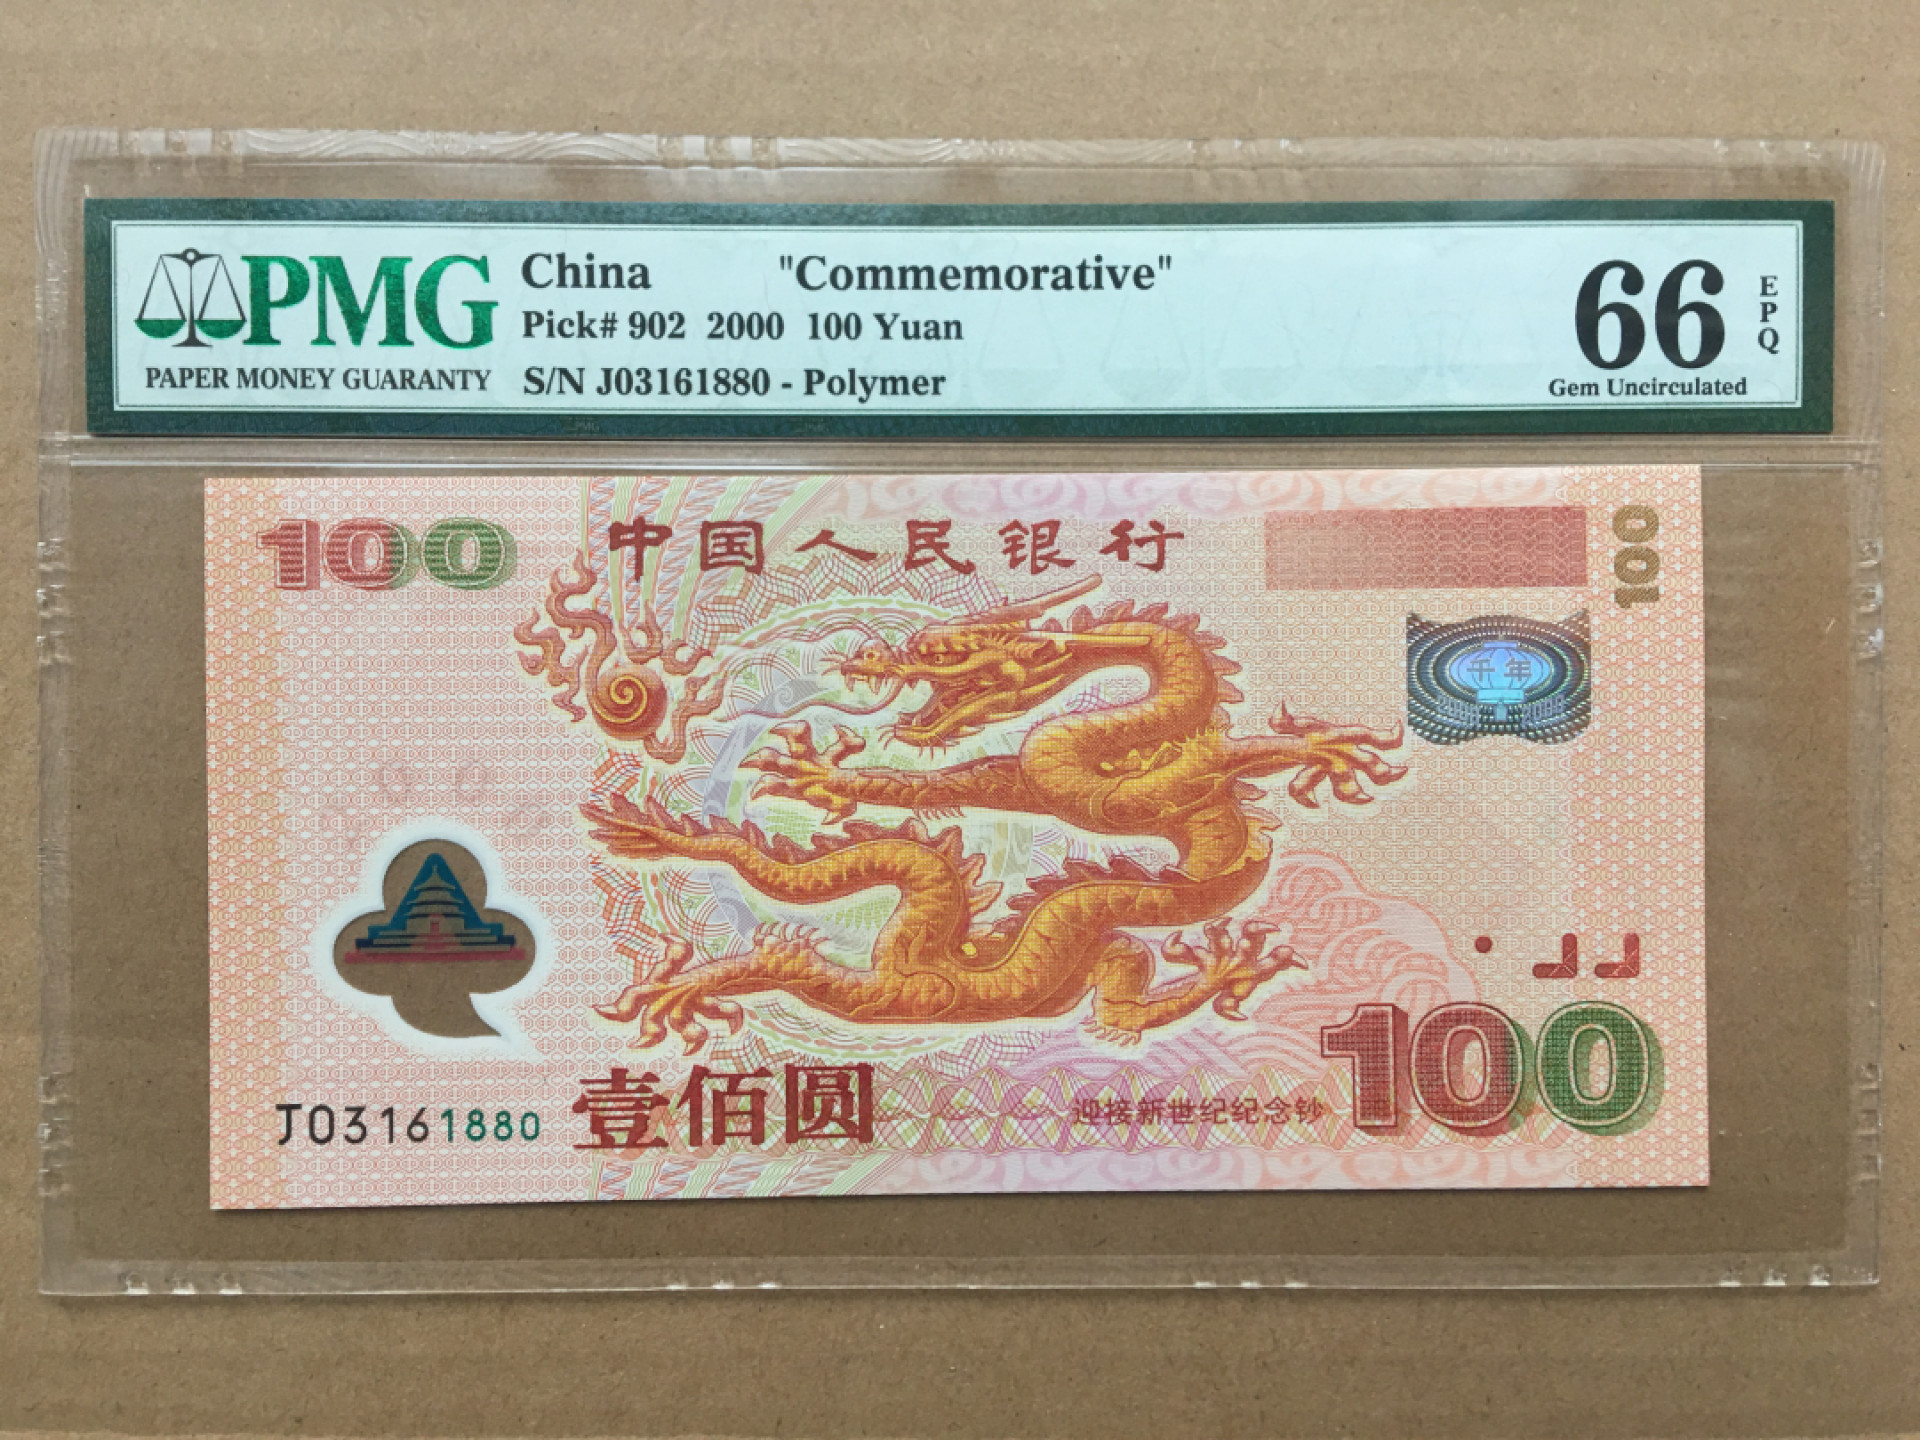 PMG
PAPER MONEY GUARANTY
China "Commemorative"
Pick# 902 2000 100 Yuan
S/N J03161880 - Polymer
66
EPQ
Gem Uncirculated
100
中国人民银行
100
千年
100
J03161880
壹佰圆
迎接新世纪纪念钞